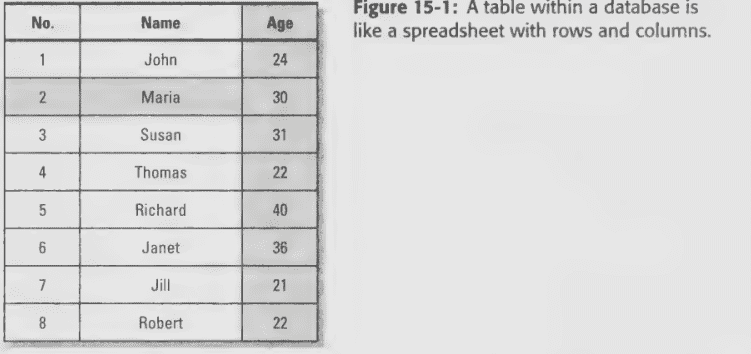 No. Name Age
1 John 24
2 Maria 30
3 Susan 31
4 Thomas 22
5 Richard 40
6 Janet 36
7 Jill 21
8 Robert 22
Figure 15-1: A table within a database is
like a spreadsheet with rows and columns.